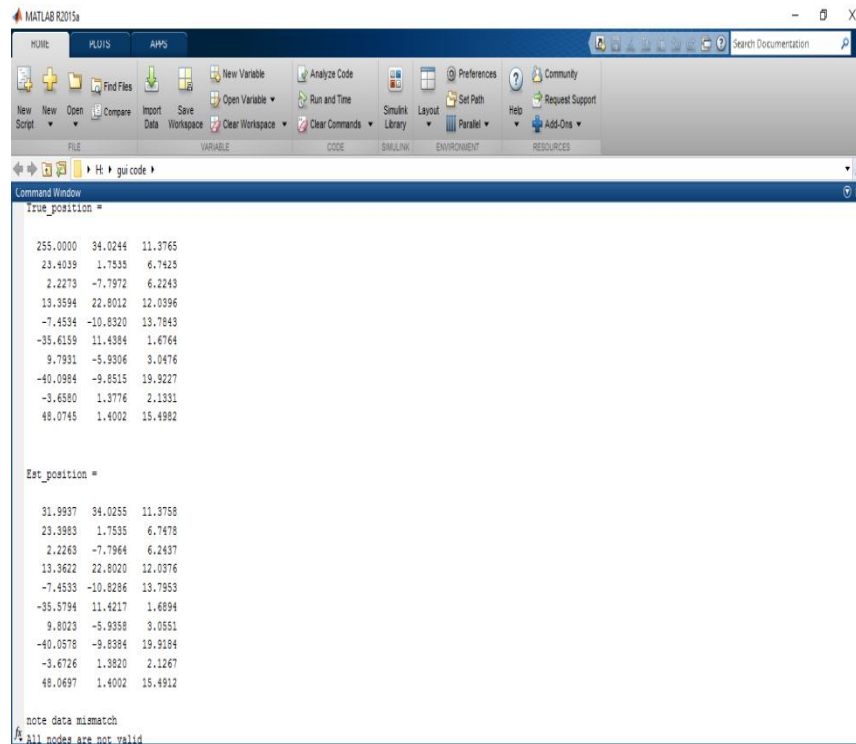 MATLAB R2015a
HOME PLOTS APPS
Search Documentation
New Script
New
Open
Find Files
Compare
Import Data
Save Workspace
New Variable
Open Variable
Clear Workspace
Analyze Code
Run and Time
Clear Commands
Simulink Library
Layout
Preferences
Set Path
Parallel
Help
Community
Request Support
Add-Ons
FILE VARIABLE CODE SIMULINK ENVIRONMENT RESOURCES
H: gui code
Command Window
True_position =
255.0000 34.0244 11.3765
23.4039 1.7535 6.7425
2.2273 -7.7972 6.2243
13.3594 22.8012 12.0396
-7.4534 -10.8320 13.7843
-35.6159 11.4384 1.6764
9.7931 -5.9306 3.0476
-40.0984 -9.8515 19.9227
-3.6580 1.3776 2.1331
48.0745 1.4002 15.4982
Est_position =
31.9937 34.0255 11.3758
23.3983 1.7535 6.7478
2.2263 -7.7964 6.2437
13.3622 22.8020 12.0376
-7.4533 -10.8286 13.7953
-35.5794 11.4217 1.6894
9.8023 -5.9358 3.0551
-40.0578 -9.8384 19.9184
-3.6726 1.3820 2.1267
48.0697 1.4002 15.4912
note data mismatch
fx All nodes are not valid